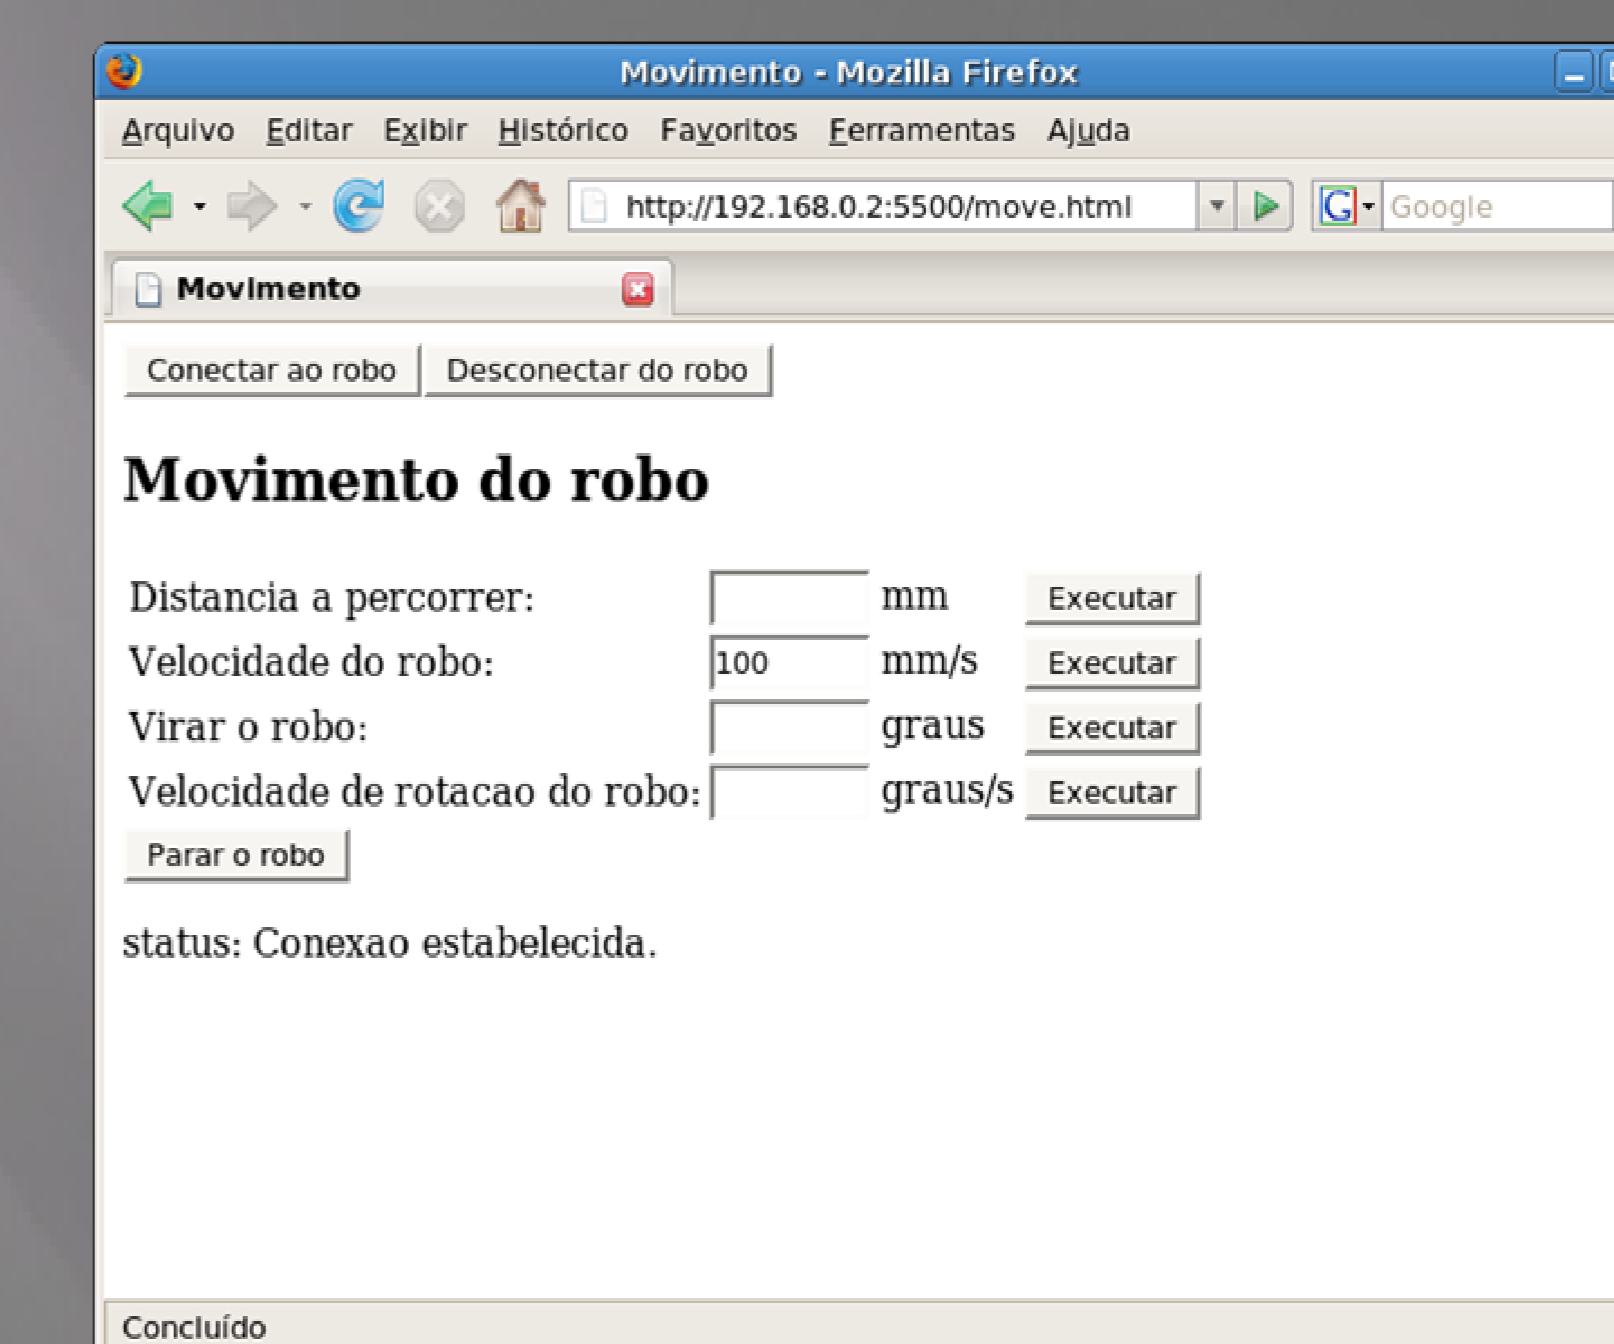 Movimento - Mozilla Firefox
Arquivo Editar Exibir Histórico Favoritos Ferramentas Ajuda
http://192.168.0.2:5500/move.html G Google
Movimento
Conectar ao robo Desconectar do robo
Movimento do robo
Distancia a percorrer: mm Executar
Velocidade do robo: 100 mm/s Executar
Virar o robo: graus Executar
Velocidade de rotacao do robo: graus/s Executar
Parar o robo
status: Conexao estabelecida.
Concluído